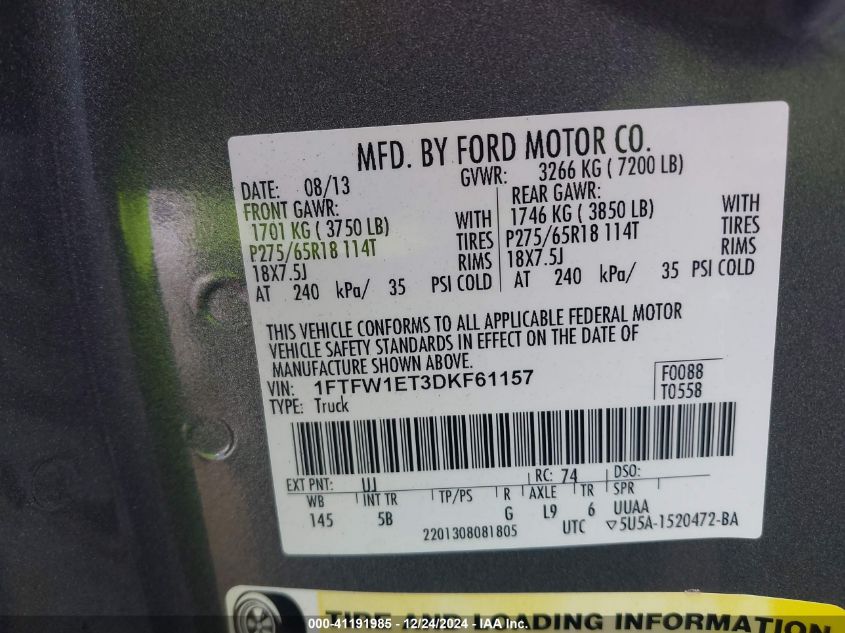 MFD. BY FORD MOTOR CO.
DATE: 08/13 GVWR: 3266 KG ( 7200 LB)
FRONT GAWR: REAR GAWR:
1701 KG ( 3750 LB) WITH 1746 KG ( 3850 LB) WITH
P275/65R18 114T TIRES P275/65R18 114T TIRES
18X7.5J RIMS 18X7.5J RIMS
AT 240 kPa/ 35 PSI COLD AT 240 kPa/ 35 PSI COLD
THIS VEHICLE CONFORMS TO ALL APPLICABLE FEDERAL MOTOR
VEHICLE SAFETY STANDARDS IN EFFECT ON THE DATE OF
MANUFACTURE SHOWN ABOVE.
VIN: 1FTFW1ET3DKF61157 F0088
TYPE: Truck T0558
EXT PNT: UJ RC: 74 DSO:
WB INT TR TP/PS R AXLE TR SPR
145 5B G L9 6 UUAA
2201308081805 UTC ▽5U5A-1520472-BA
TIRE AND LOADING INFORMATION
000-41191985 - 12/24/2024 - IAA Inc.